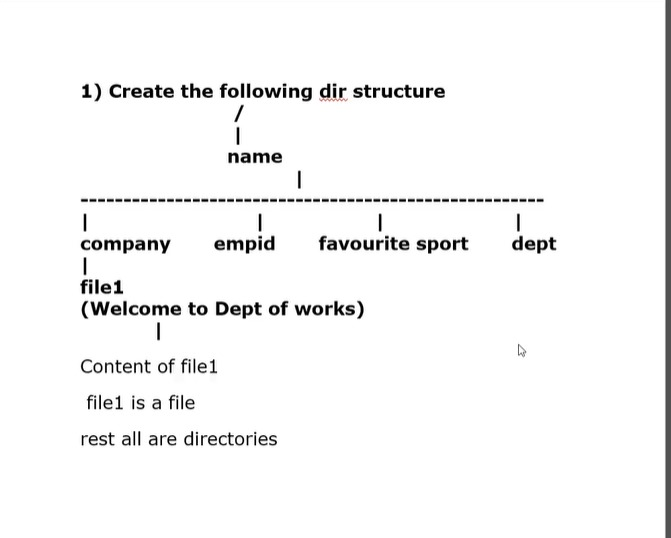 1) Create the following dir structure
/
|
name
|
------------------------------------------------------
| | | |
company empid favourite sport dept
|
file1
(Welcome to Dept of works)
|
Content of file1
file1 is a file
rest all are directories